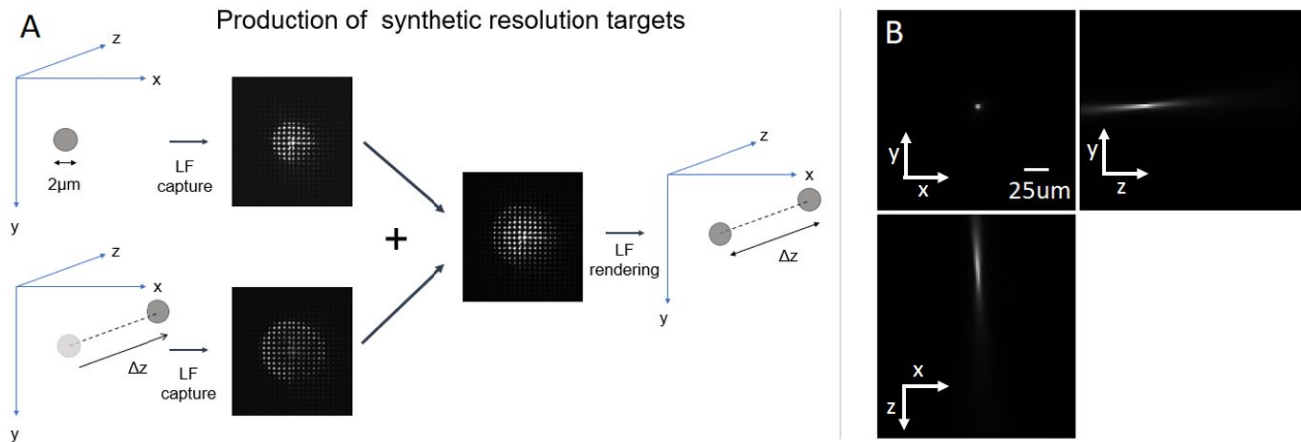 A
Production of synthetic resolution targets
z
x
y
2μm
LF
capture
z
x
y
Δz
LF
capture
+
LF
rendering
z
x
y
Δz
B
y
x
25um
y
z
x
z